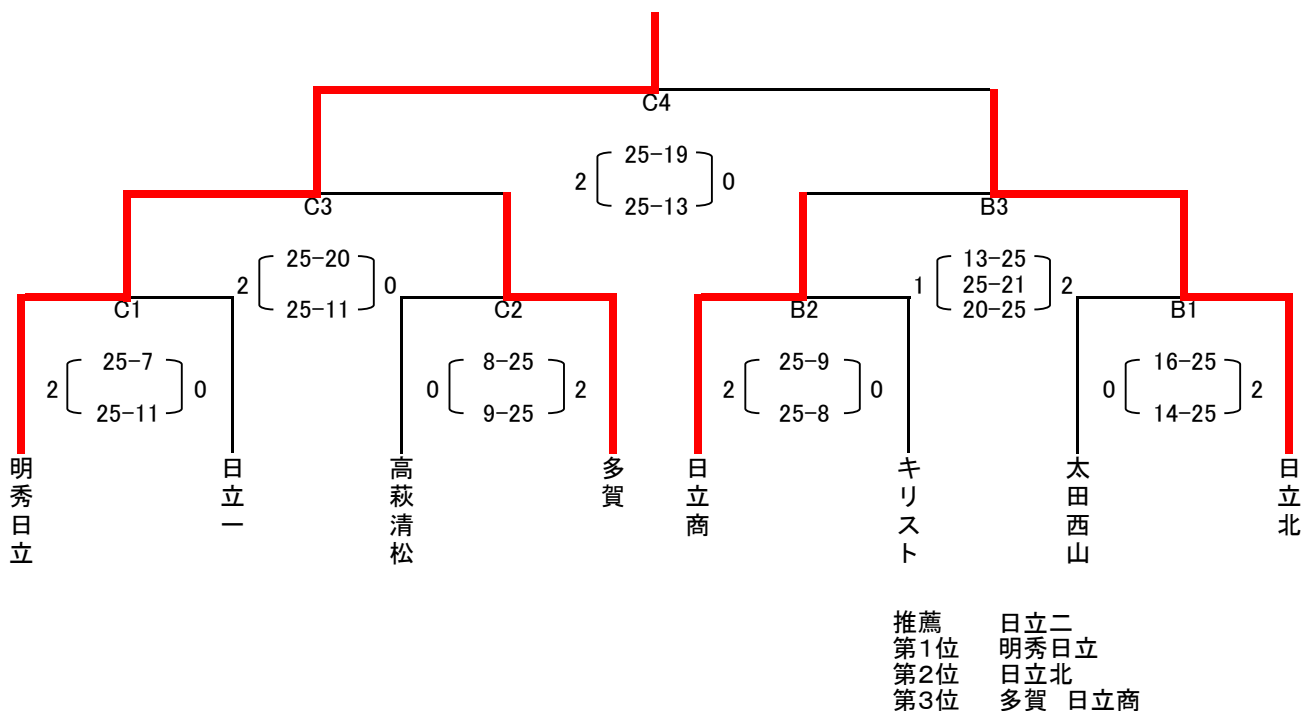 C4
25-19
2 0
25-13
C3 B3
25-20
2 0
25-11
13-25
1 25-21 2
20-25
C1 C2 B2 B1
25-7
2 0
25-11
8-25
0 2
9-25
25-9
2 0
25-8
16-25
0 2
14-25
明秀日立
日立一
高萩清松
多賀
日立商
キリスト
太田西山
日立北
推薦 日立二
第1位 明秀日立
第2位 日立北
第3位 多賀 日立商